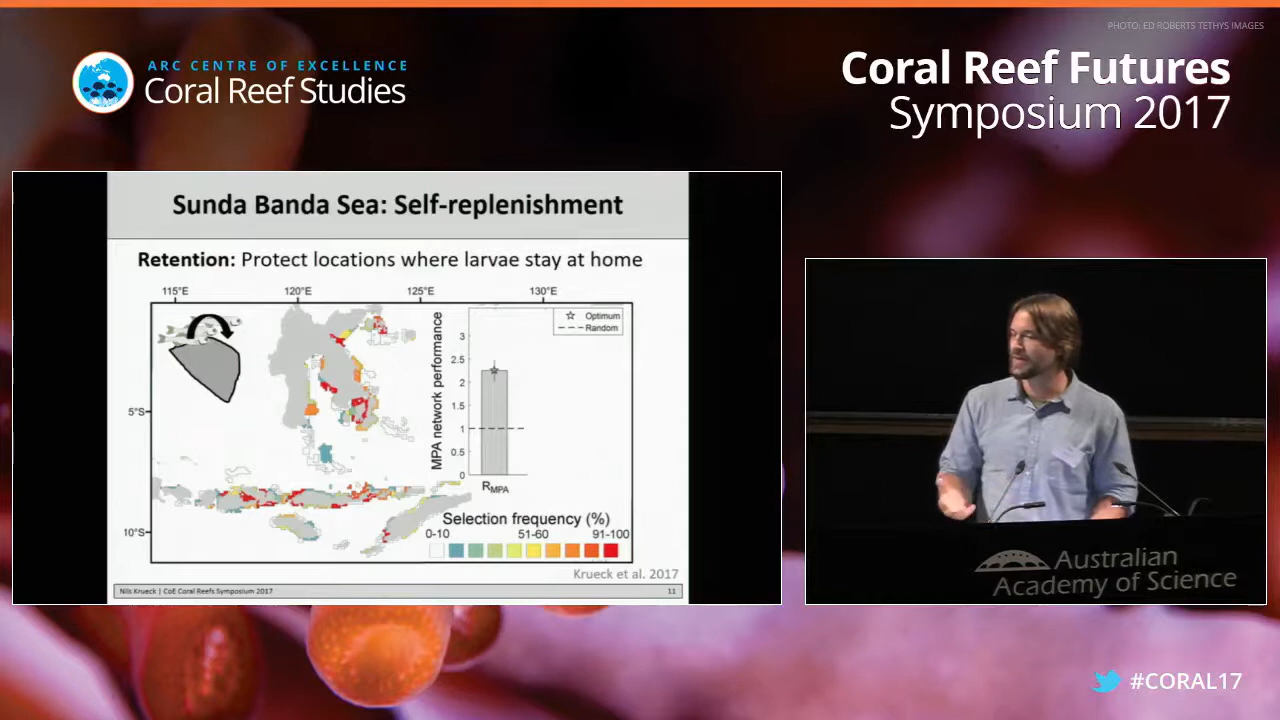 PHOTO: ED ROBERTS TETHYS IMAGES
ARC CENTRE OF EXCELLENCE
Coral Reef Studies
Coral Reef Futures
Symposium 2017
Sunda Banda Sea: Self-replenishment
Retention: Protect locations where larvae stay at home
115°E 120°E 125°E 130°E
5°S
10°S
MPA network performance
Optimum
Random
3
2.5
2
1.5
1
0.5
0
RMPA
Selection frequency (%)
0-10 51-60 91-100
Krueck et al. 2017
Nils Krueck | CoE Coral Reefs Symposium 2017 11
Australian
Academy of Science
#CORAL17